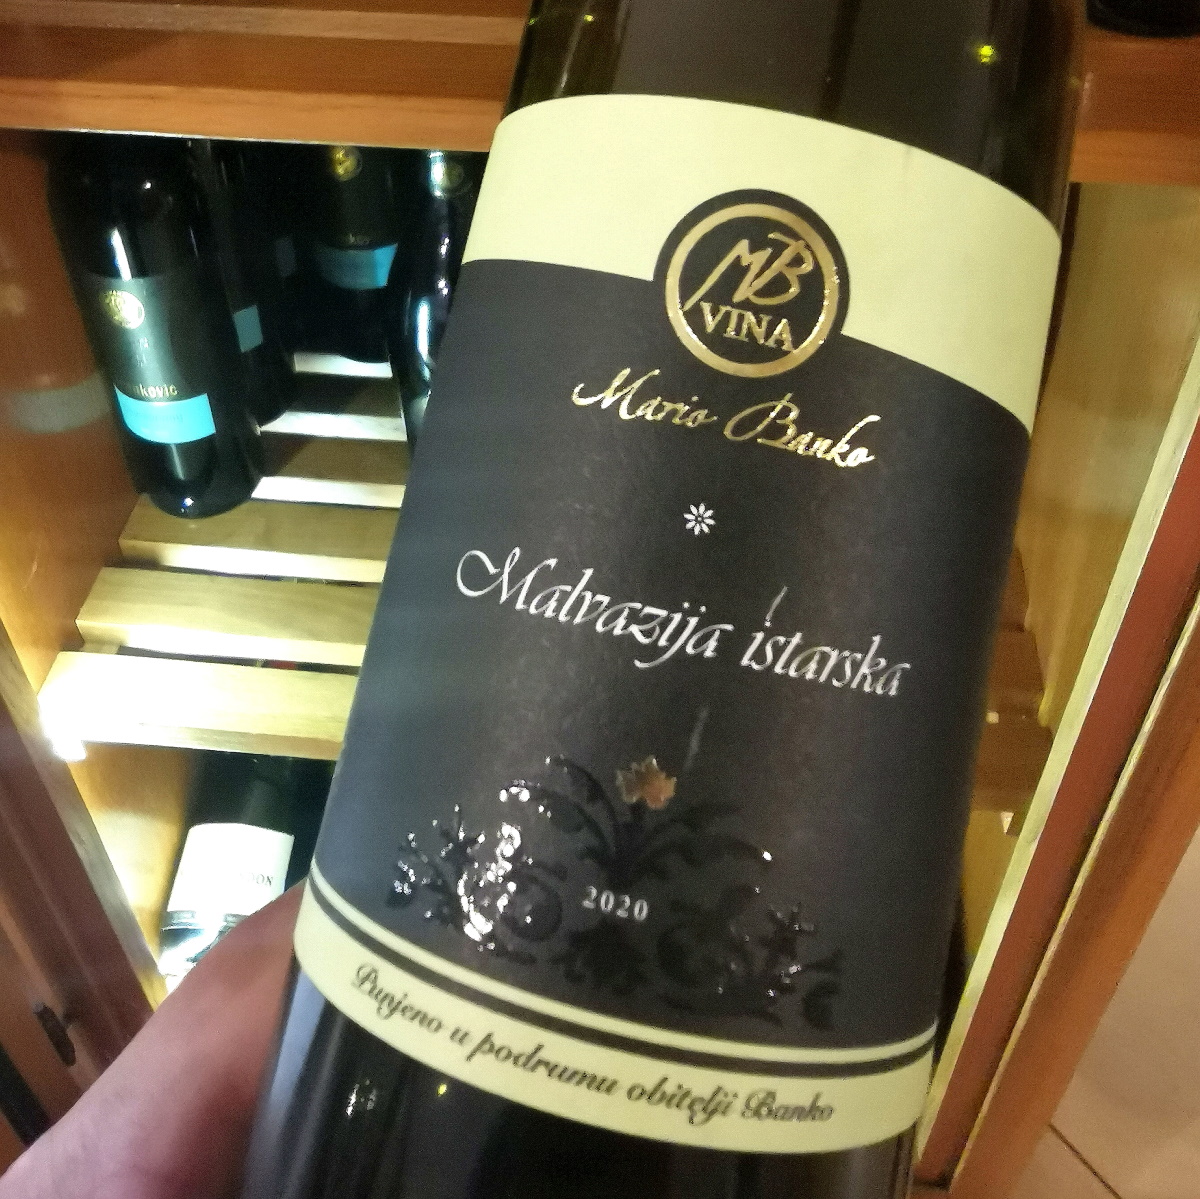 MB
VINA
Mario Banko
Malvazija istarska
2020
Punjeno u podrumu obitelji Banko